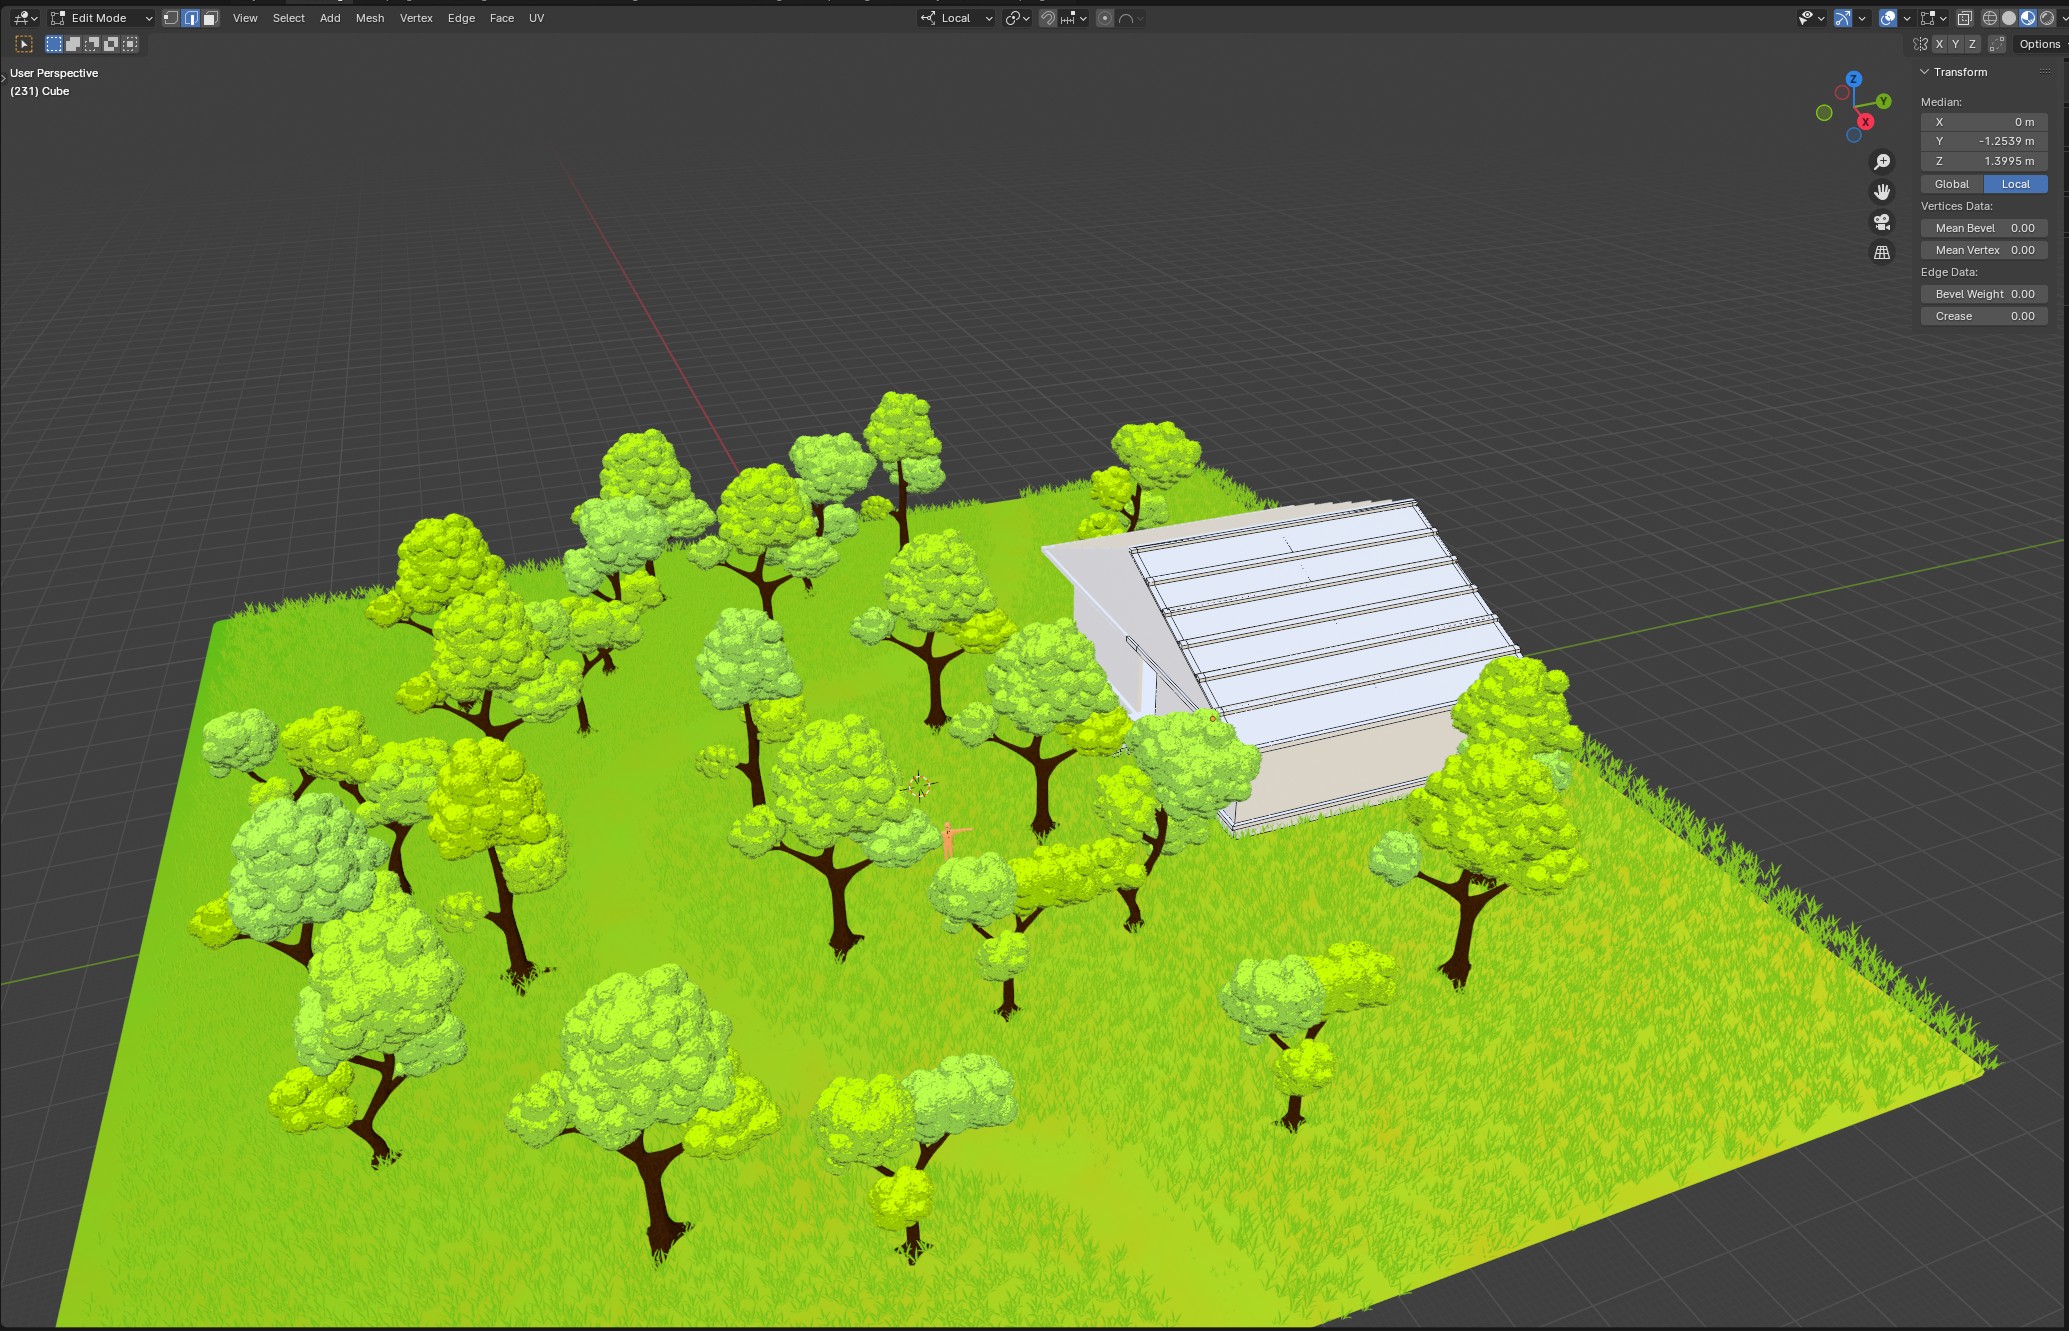 Edit Mode View Select Add Mesh Vertex Edge Face UV Local
X Y Z Options
User Perspective
(231) Cube
Z
Y
X
Transform
Median:
X 0 m
Y -1.2539 m
Z 1.3995 m
Global Local
Vertices Data:
Mean Bevel 0.00
Mean Vertex 0.00
Edge Data:
Bevel Weight 0.00
Crease 0.00